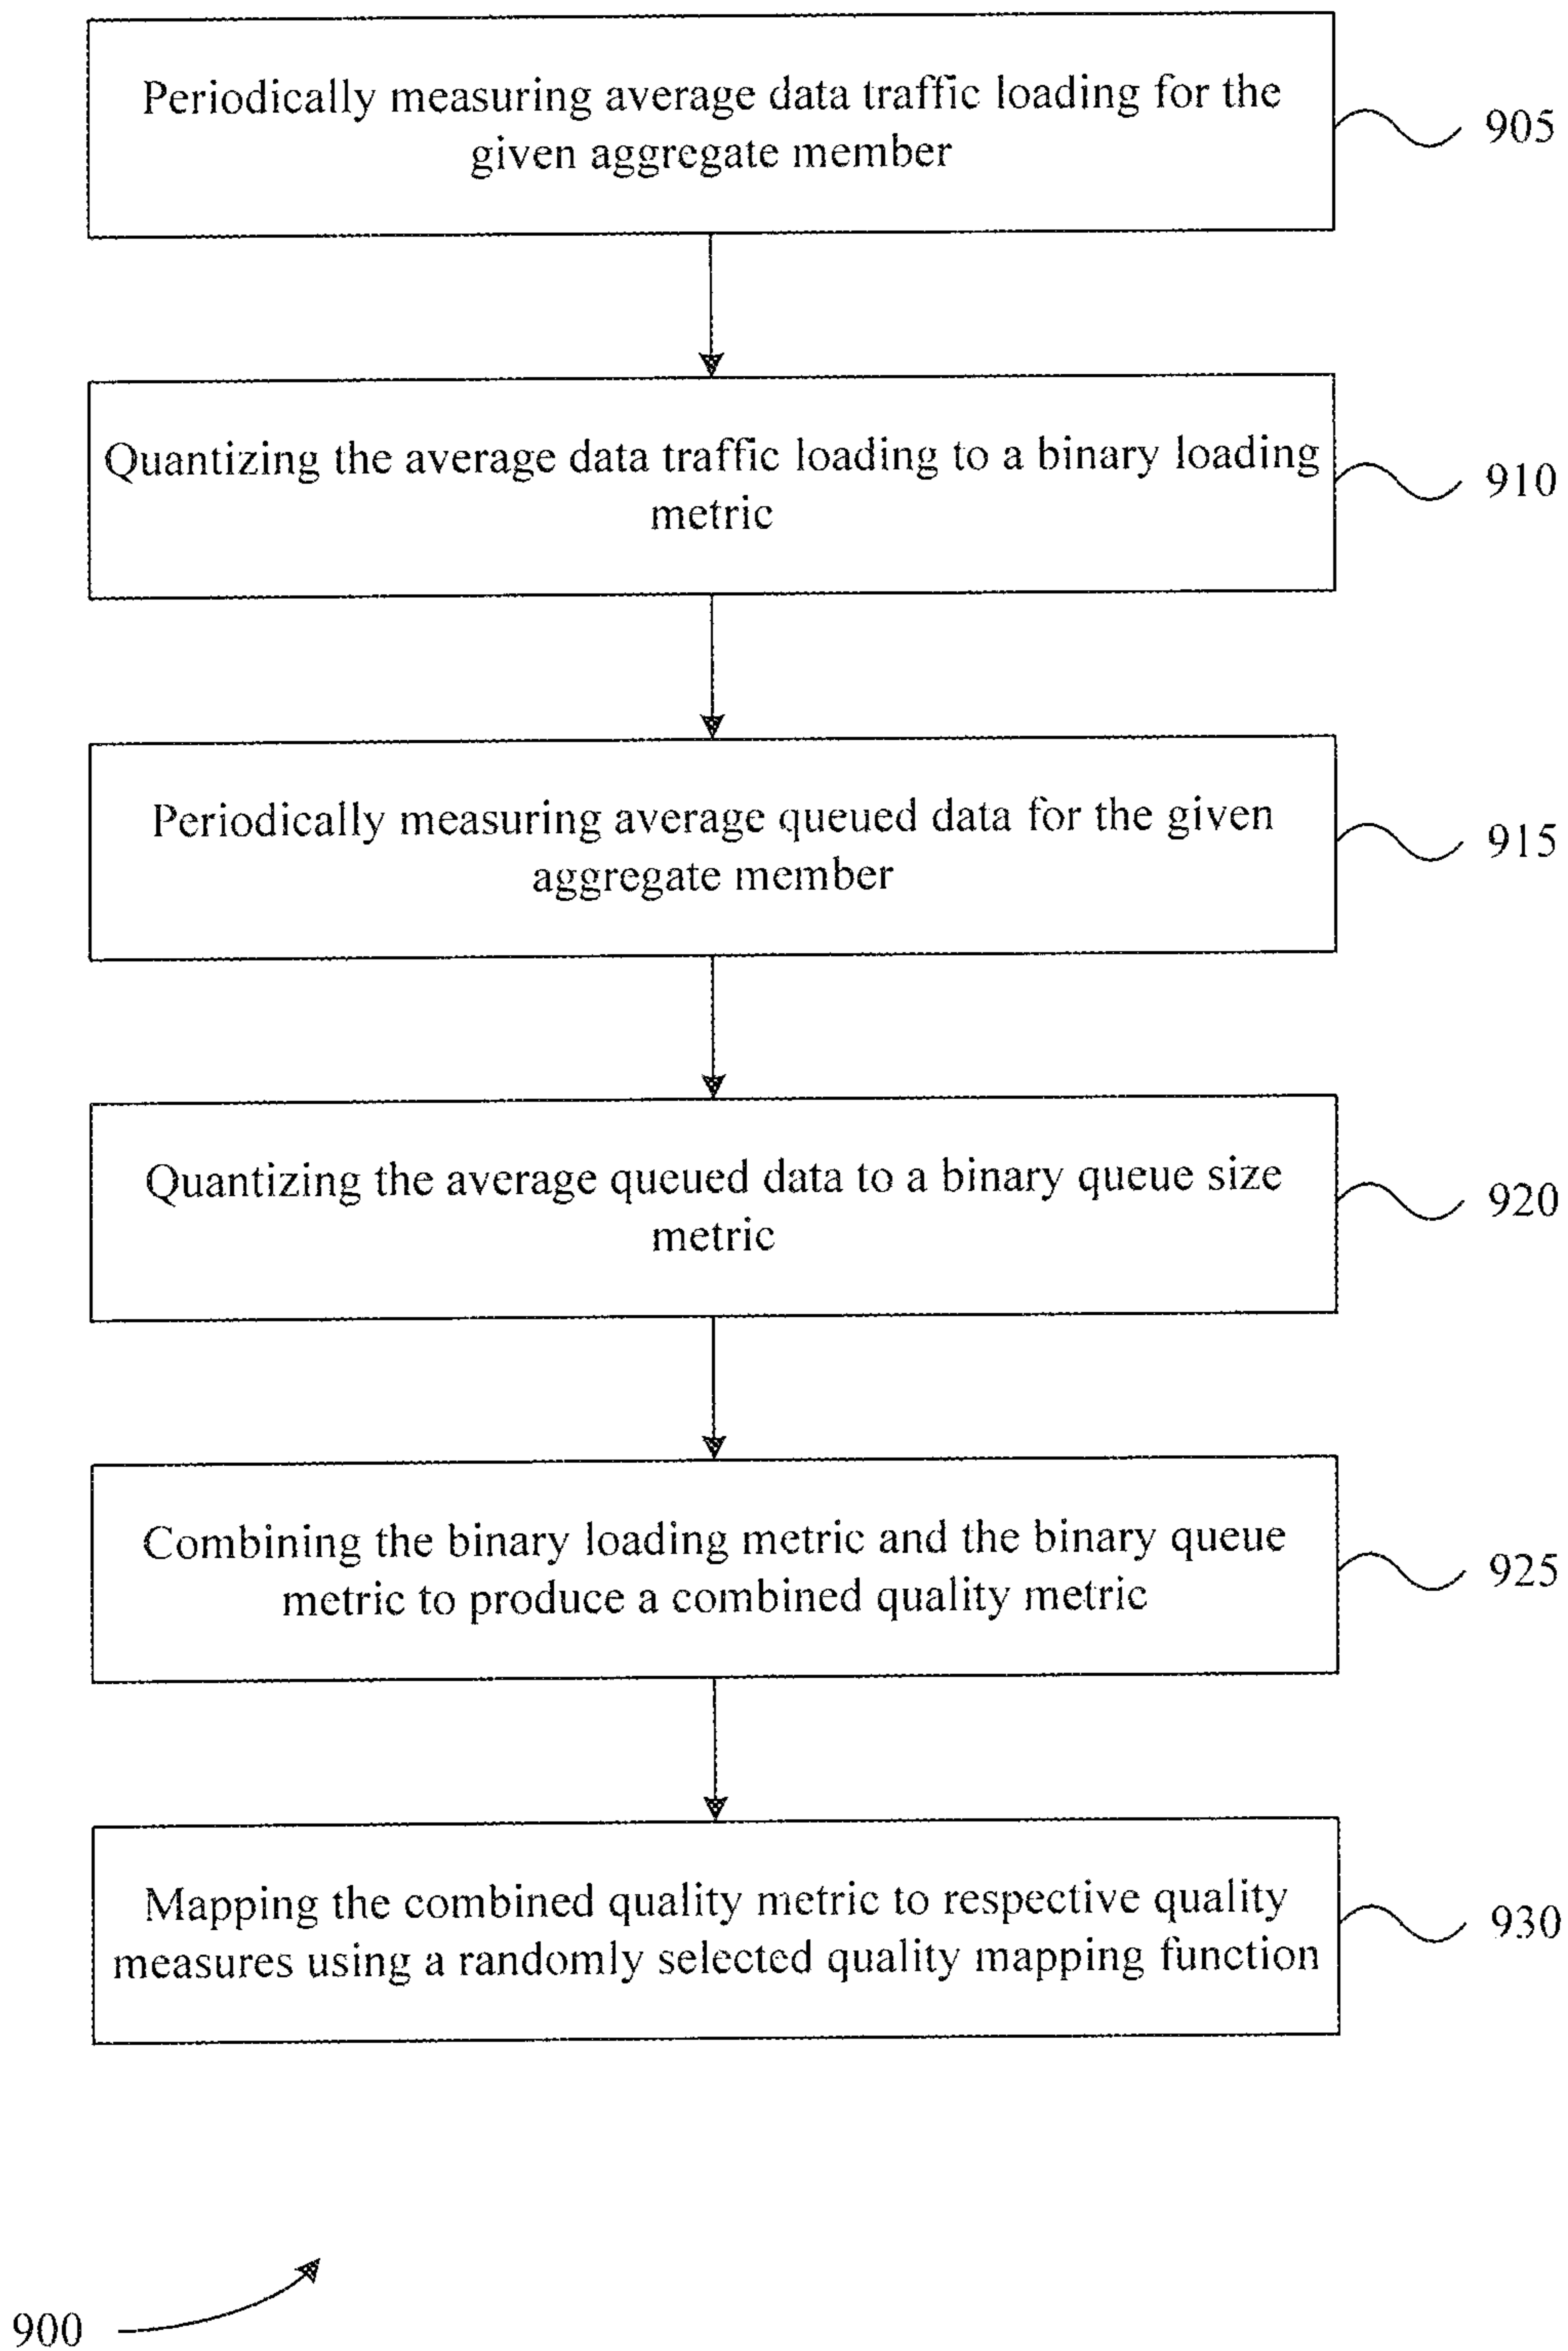 Periodically measuring average data traffic loading for the
given aggregate member
905
Quantizing the average data traffic loading to a binary loading
metric
910
Periodically measuring average queued data for the given
aggregate member
915
Quantizing the average queued data to a binary queue size
metric
920
Combining the binary loading metric and the binary queue
metric to produce a combined quality metric
925
Mapping the combined quality metric to respective quality
measures using a randomly selected quality mapping function
930
900